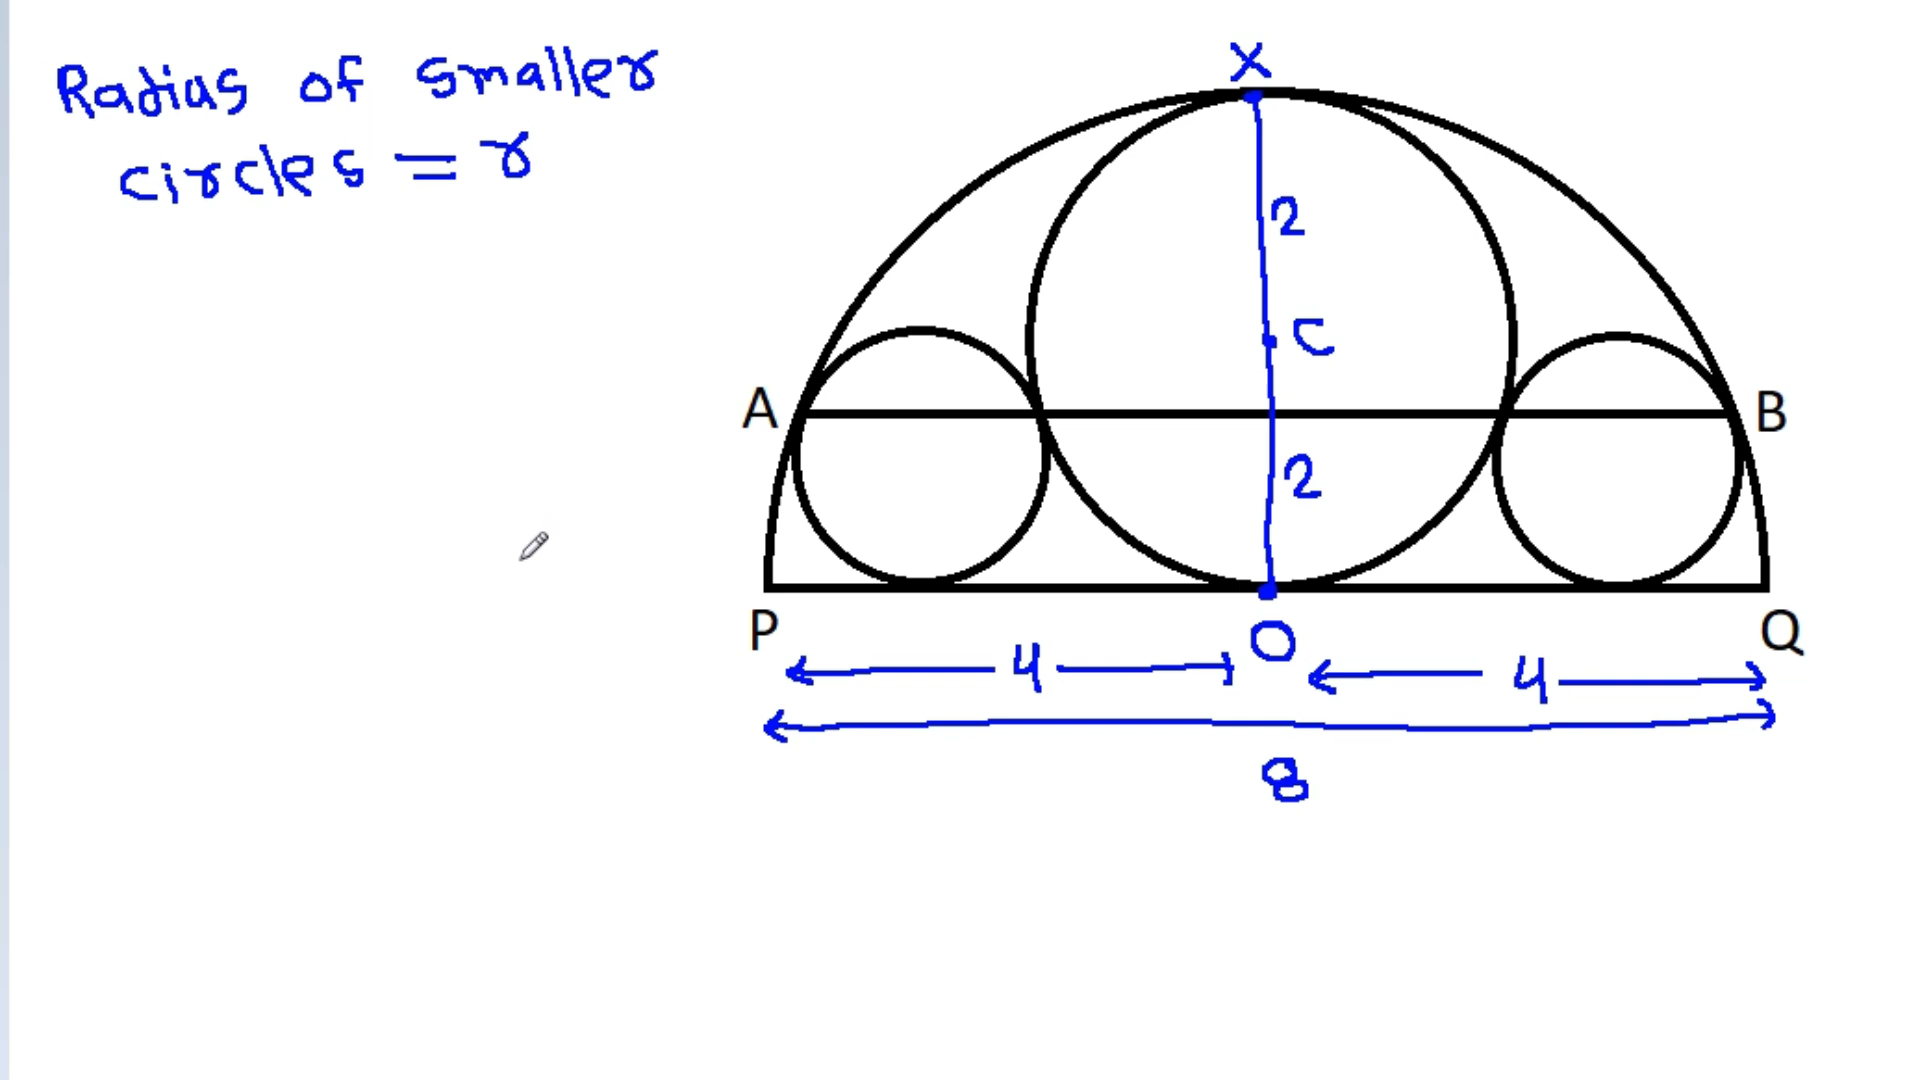 Radius of smaller
circles = r
X
2
C
A
B
2
P
O
Q
4
4
8